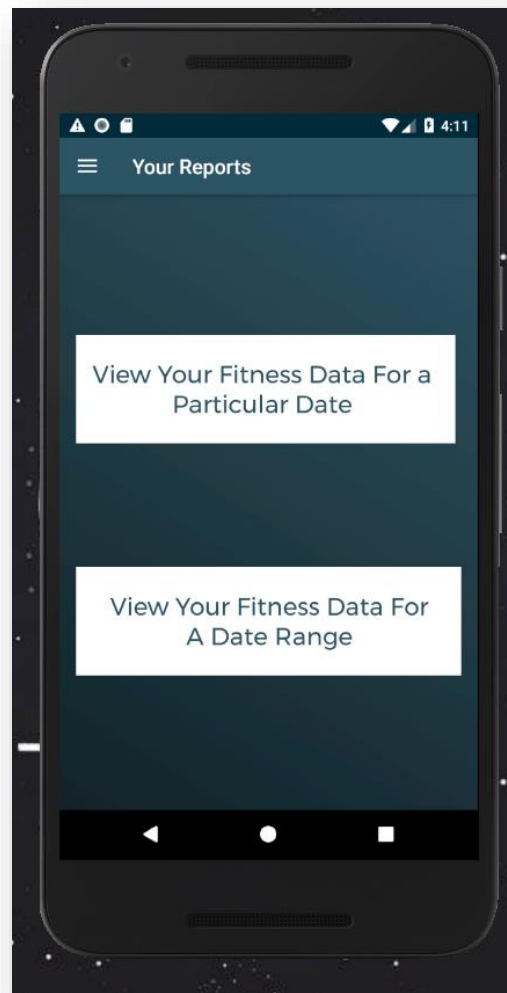 4:11
Your Reports
View Your Fitness Data For a
Particular Date
View Your Fitness Data For
A Date Range